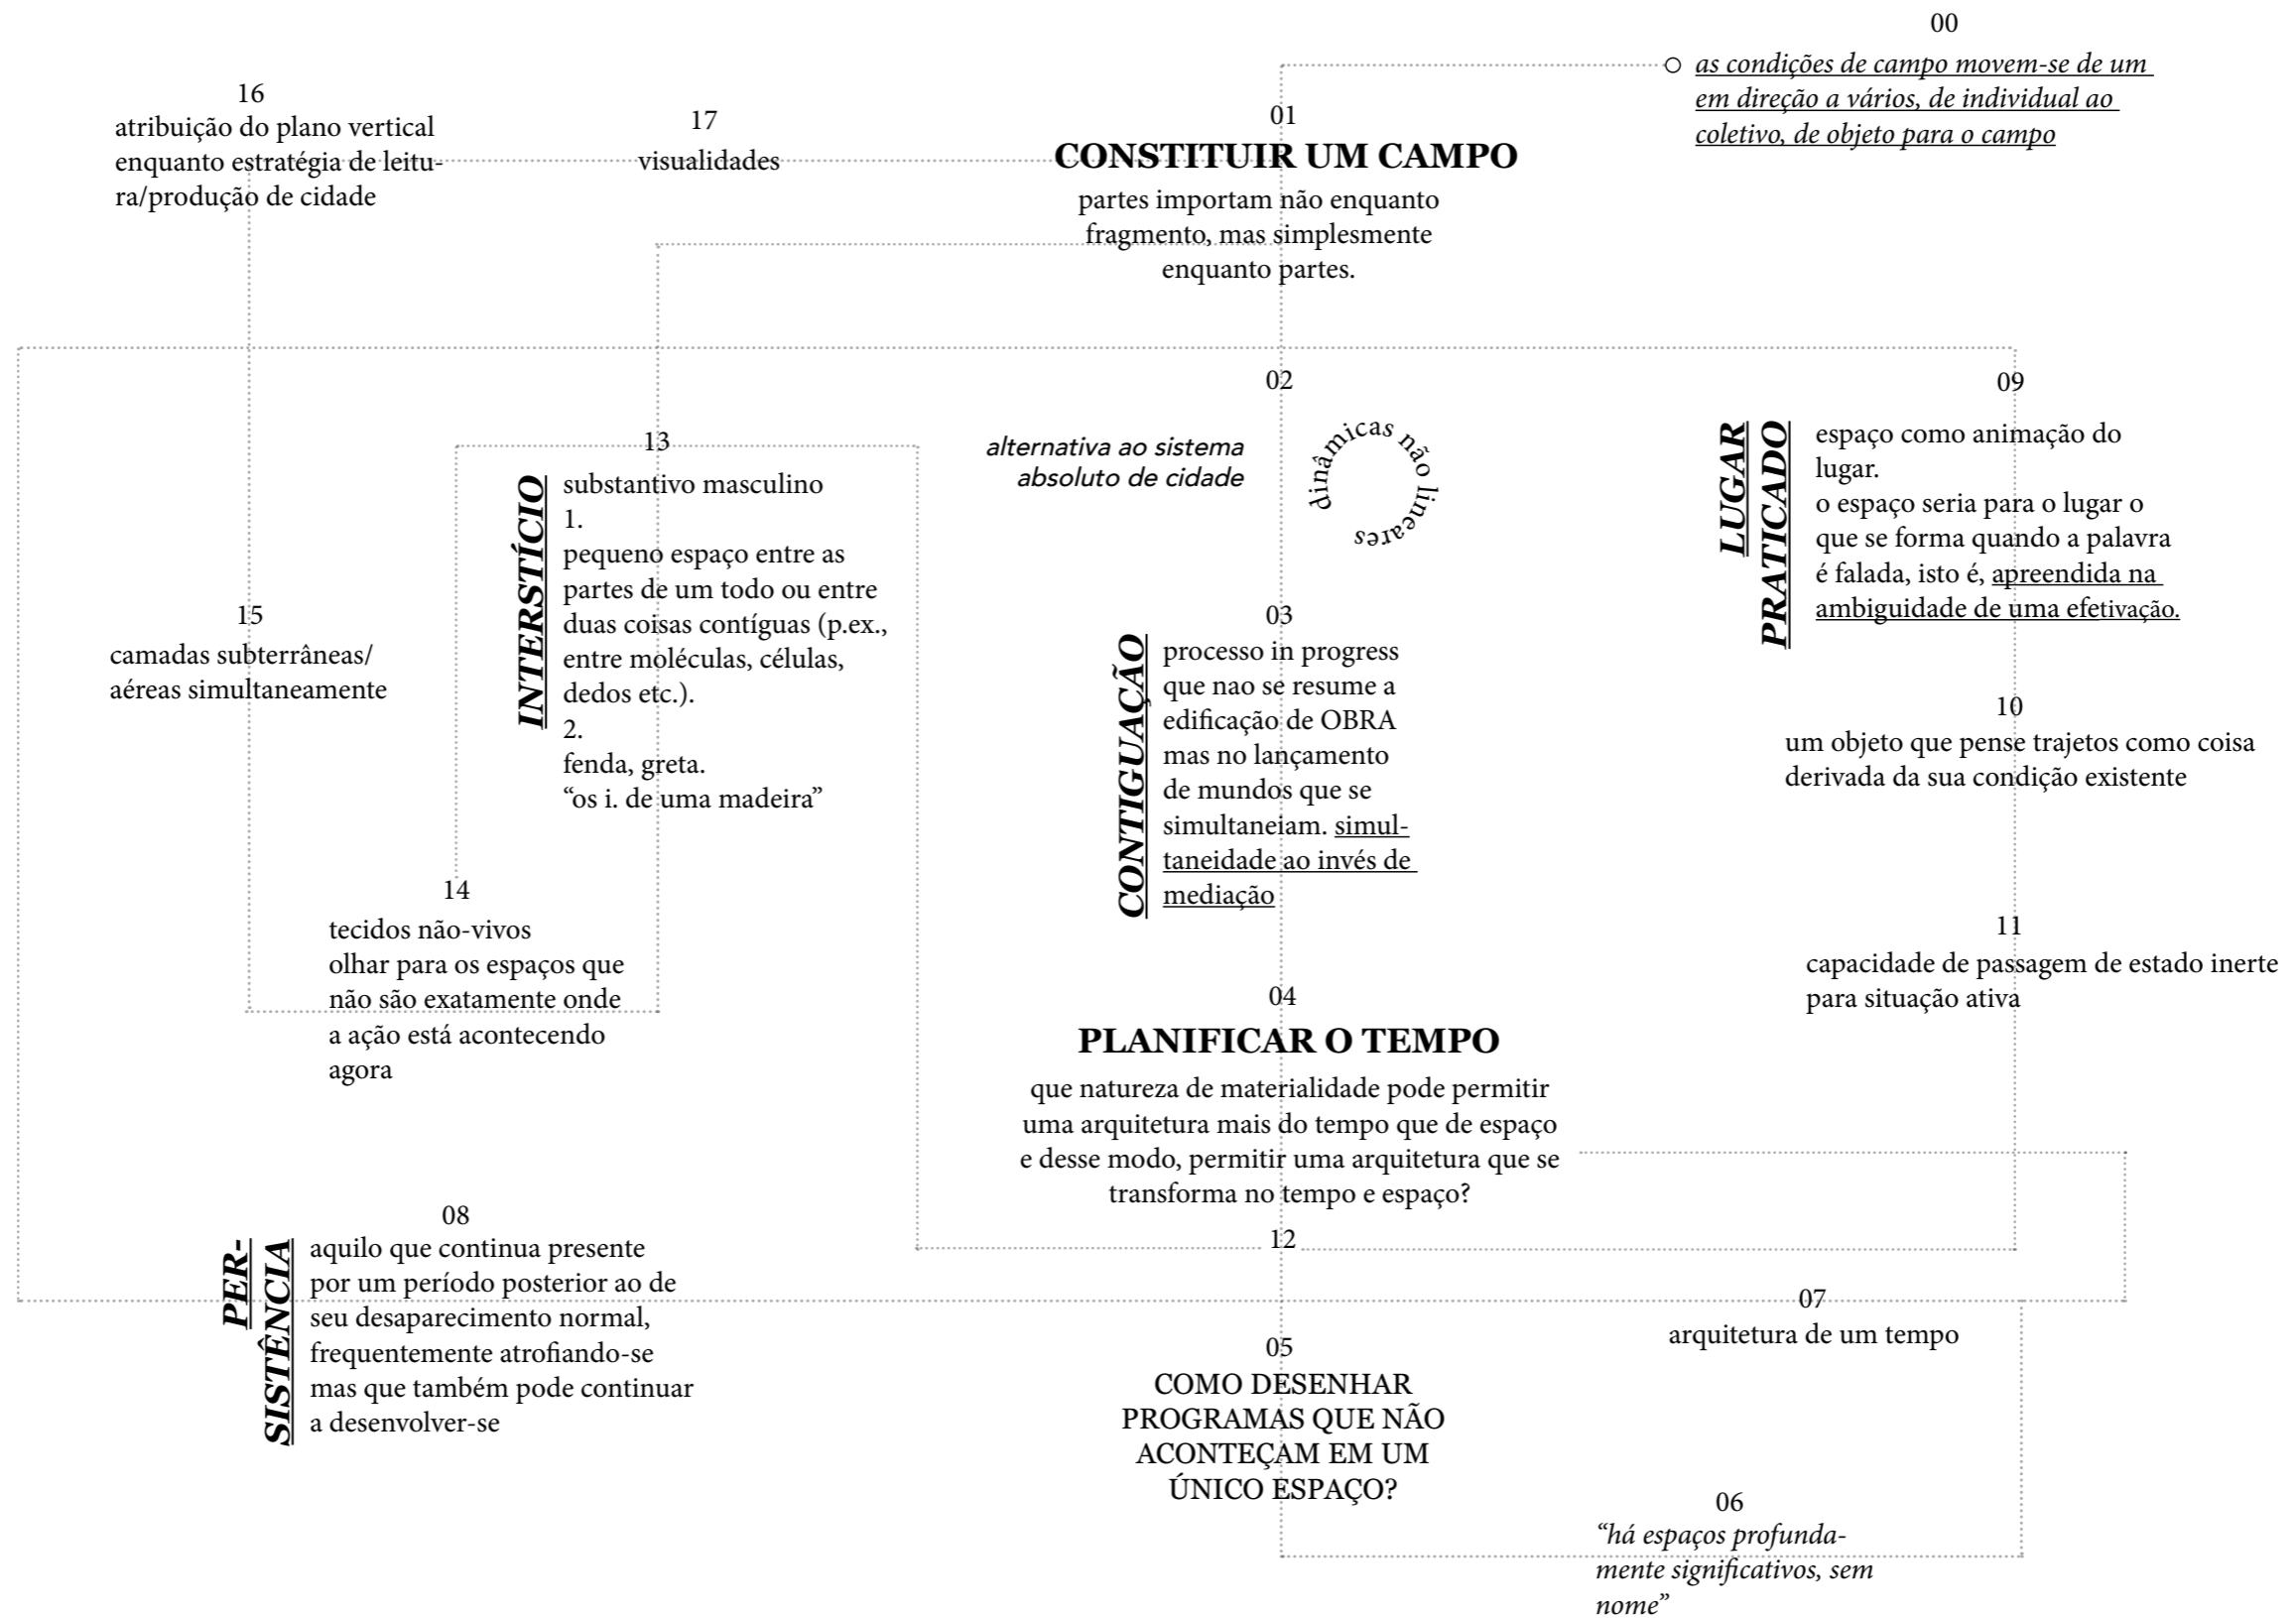 00
as condições de campo movem-se de um
em direção a vários, de individual ao
coletivo, de objeto para o campo
01
CONSTITUIR UM CAMPO
partes importam não enquanto
fragmento, mas simplesmente
enquanto partes.
02
alternativa ao sistema
absoluto de cidade
dinâmicas não lineares
03
CONTIGUAÇÃO
processo in progress
que nao se resume a
edificação de OBRA
mas no lançamento
de mundos que se
simultaneiam. simul-
taneidade ao invés de
mediação
04
PLANIFICAR O TEMPO
que natureza de materialidade pode permitir
uma arquitetura mais do tempo que de espaço
e desse modo, permitir uma arquitetura que se
transforma no tempo e espaço?
05
COMO DESENHAR
PROGRAMAS QUE NÃO
ACONTEÇAM EM UM
ÚNICO ESPAÇO?
06
“há espaços profunda-
mente significativos, sem
nome”
07
arquitetura de um tempo
08
PER-
SISTÊNCIA
aquilo que continua presente
por um período posterior ao de
seu desaparecimento normal,
frequentemente atrofiando-se
mas que também pode continuar
a desenvolver-se
09
LUGAR
PRATICADO
espaço como animação do
lugar.
o espaço seria para o lugar o
que se forma quando a palavra
é falada, isto é, apreendida na
ambiguidade de uma efetivação.
10
um objeto que pense trajetos como coisa
derivada da sua condição existente
11
capacidade de passagem de estado inerte
para situação ativa
12
13
INTERSTÍCIO
substantivo masculino
1.
pequeno espaço entre as
partes de um todo ou entre
duas coisas contíguas (p.ex.,
entre moléculas, células,
dedos etc.).
2.
fenda, greta.
“os i. de uma madeira”
14
tecidos não-vivos
olhar para os espaços que
não são exatamente onde
a ação está acontecendo
agora
15
camadas subterrâneas/
aéreas simultaneamente
16
atribuição do plano vertical
enquanto estratégia de leitu-
ra/produção de cidade
17
visualidades